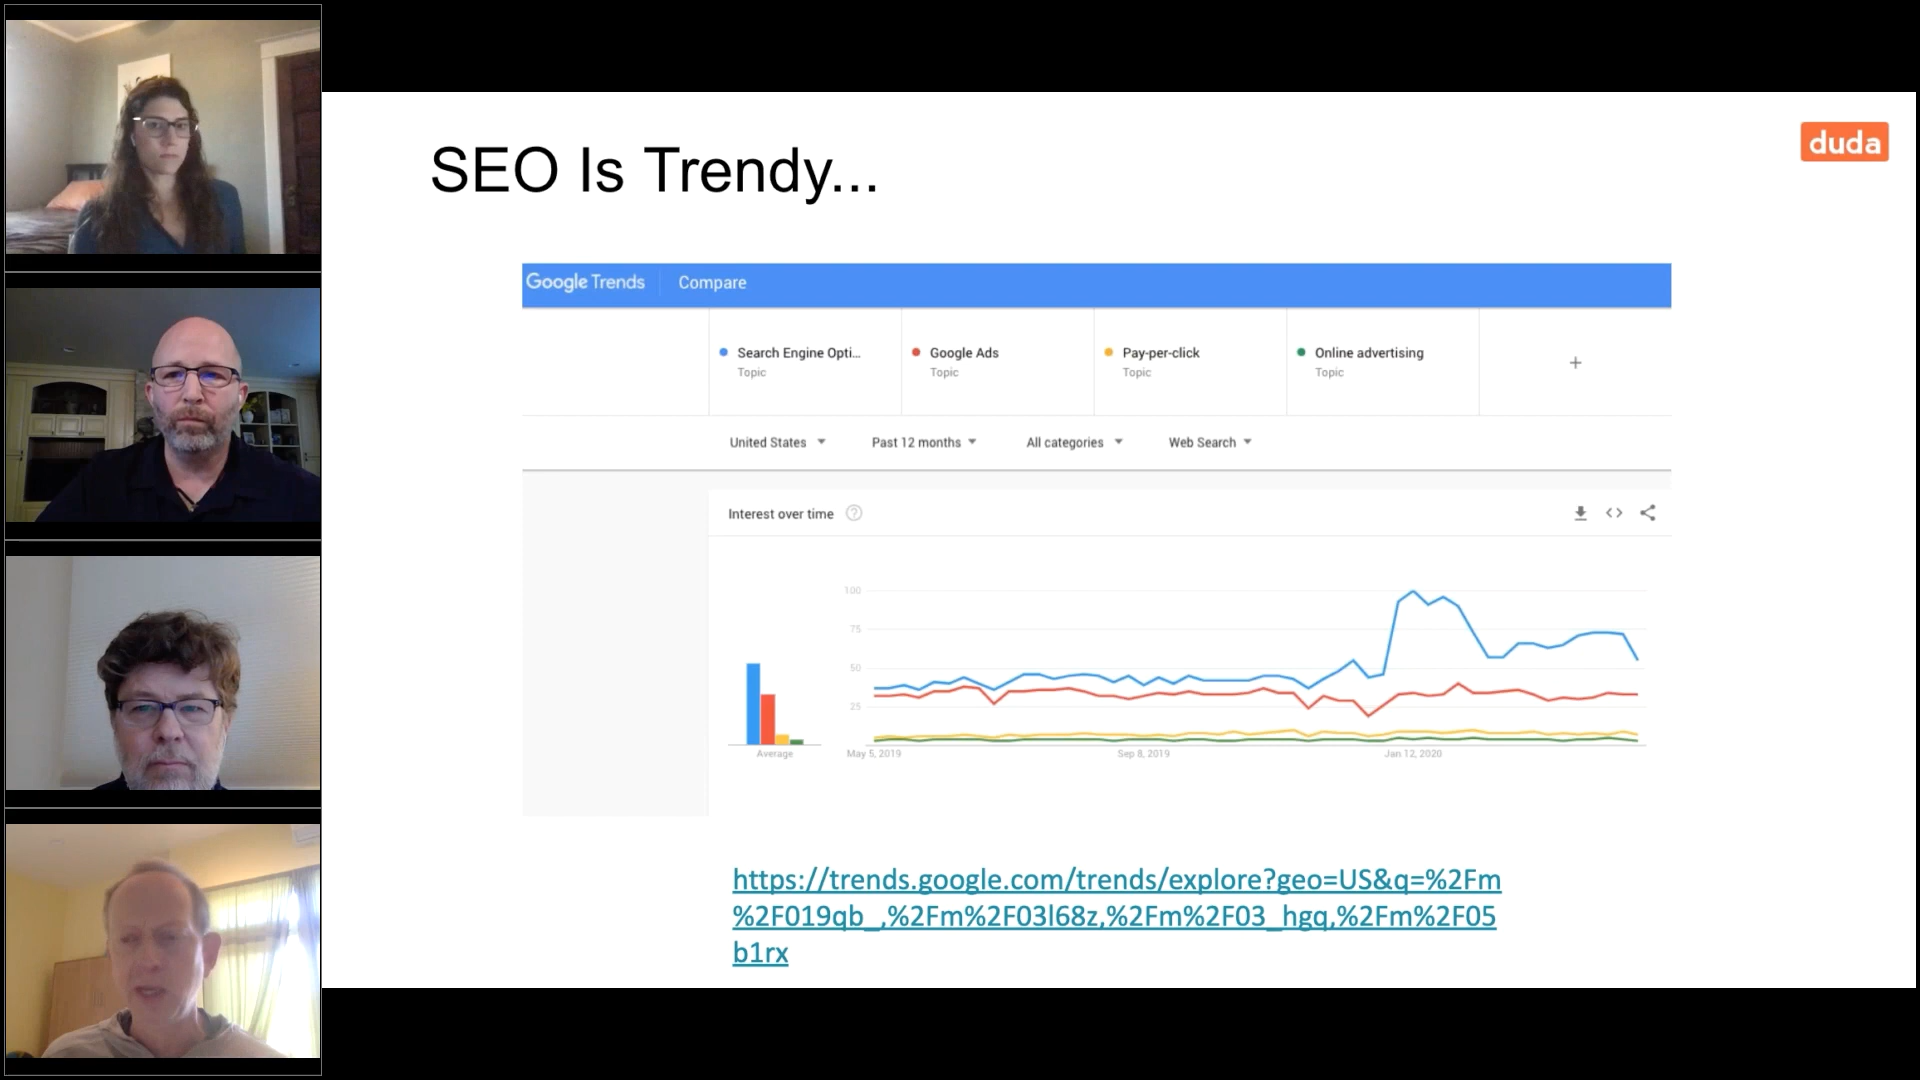 SEO Is Trendy...
duda
Google Trends Compare
Search Engine Opti... Google Ads Pay-per-click Online advertising +
Topic Topic Topic Topic
United States Past 12 months All categories Web Search
Interest over time ?
100
75
50
25
Average May 5, 2019 Sep 8, 2019 Jan 12, 2020
https://trends.google.com/trends/explore?geo=US&q=%2Fm
%2F019qb_,%2Fm%2F03l68z,%2Fm%2F03_hgq,%2Fm%2F05
b1rx